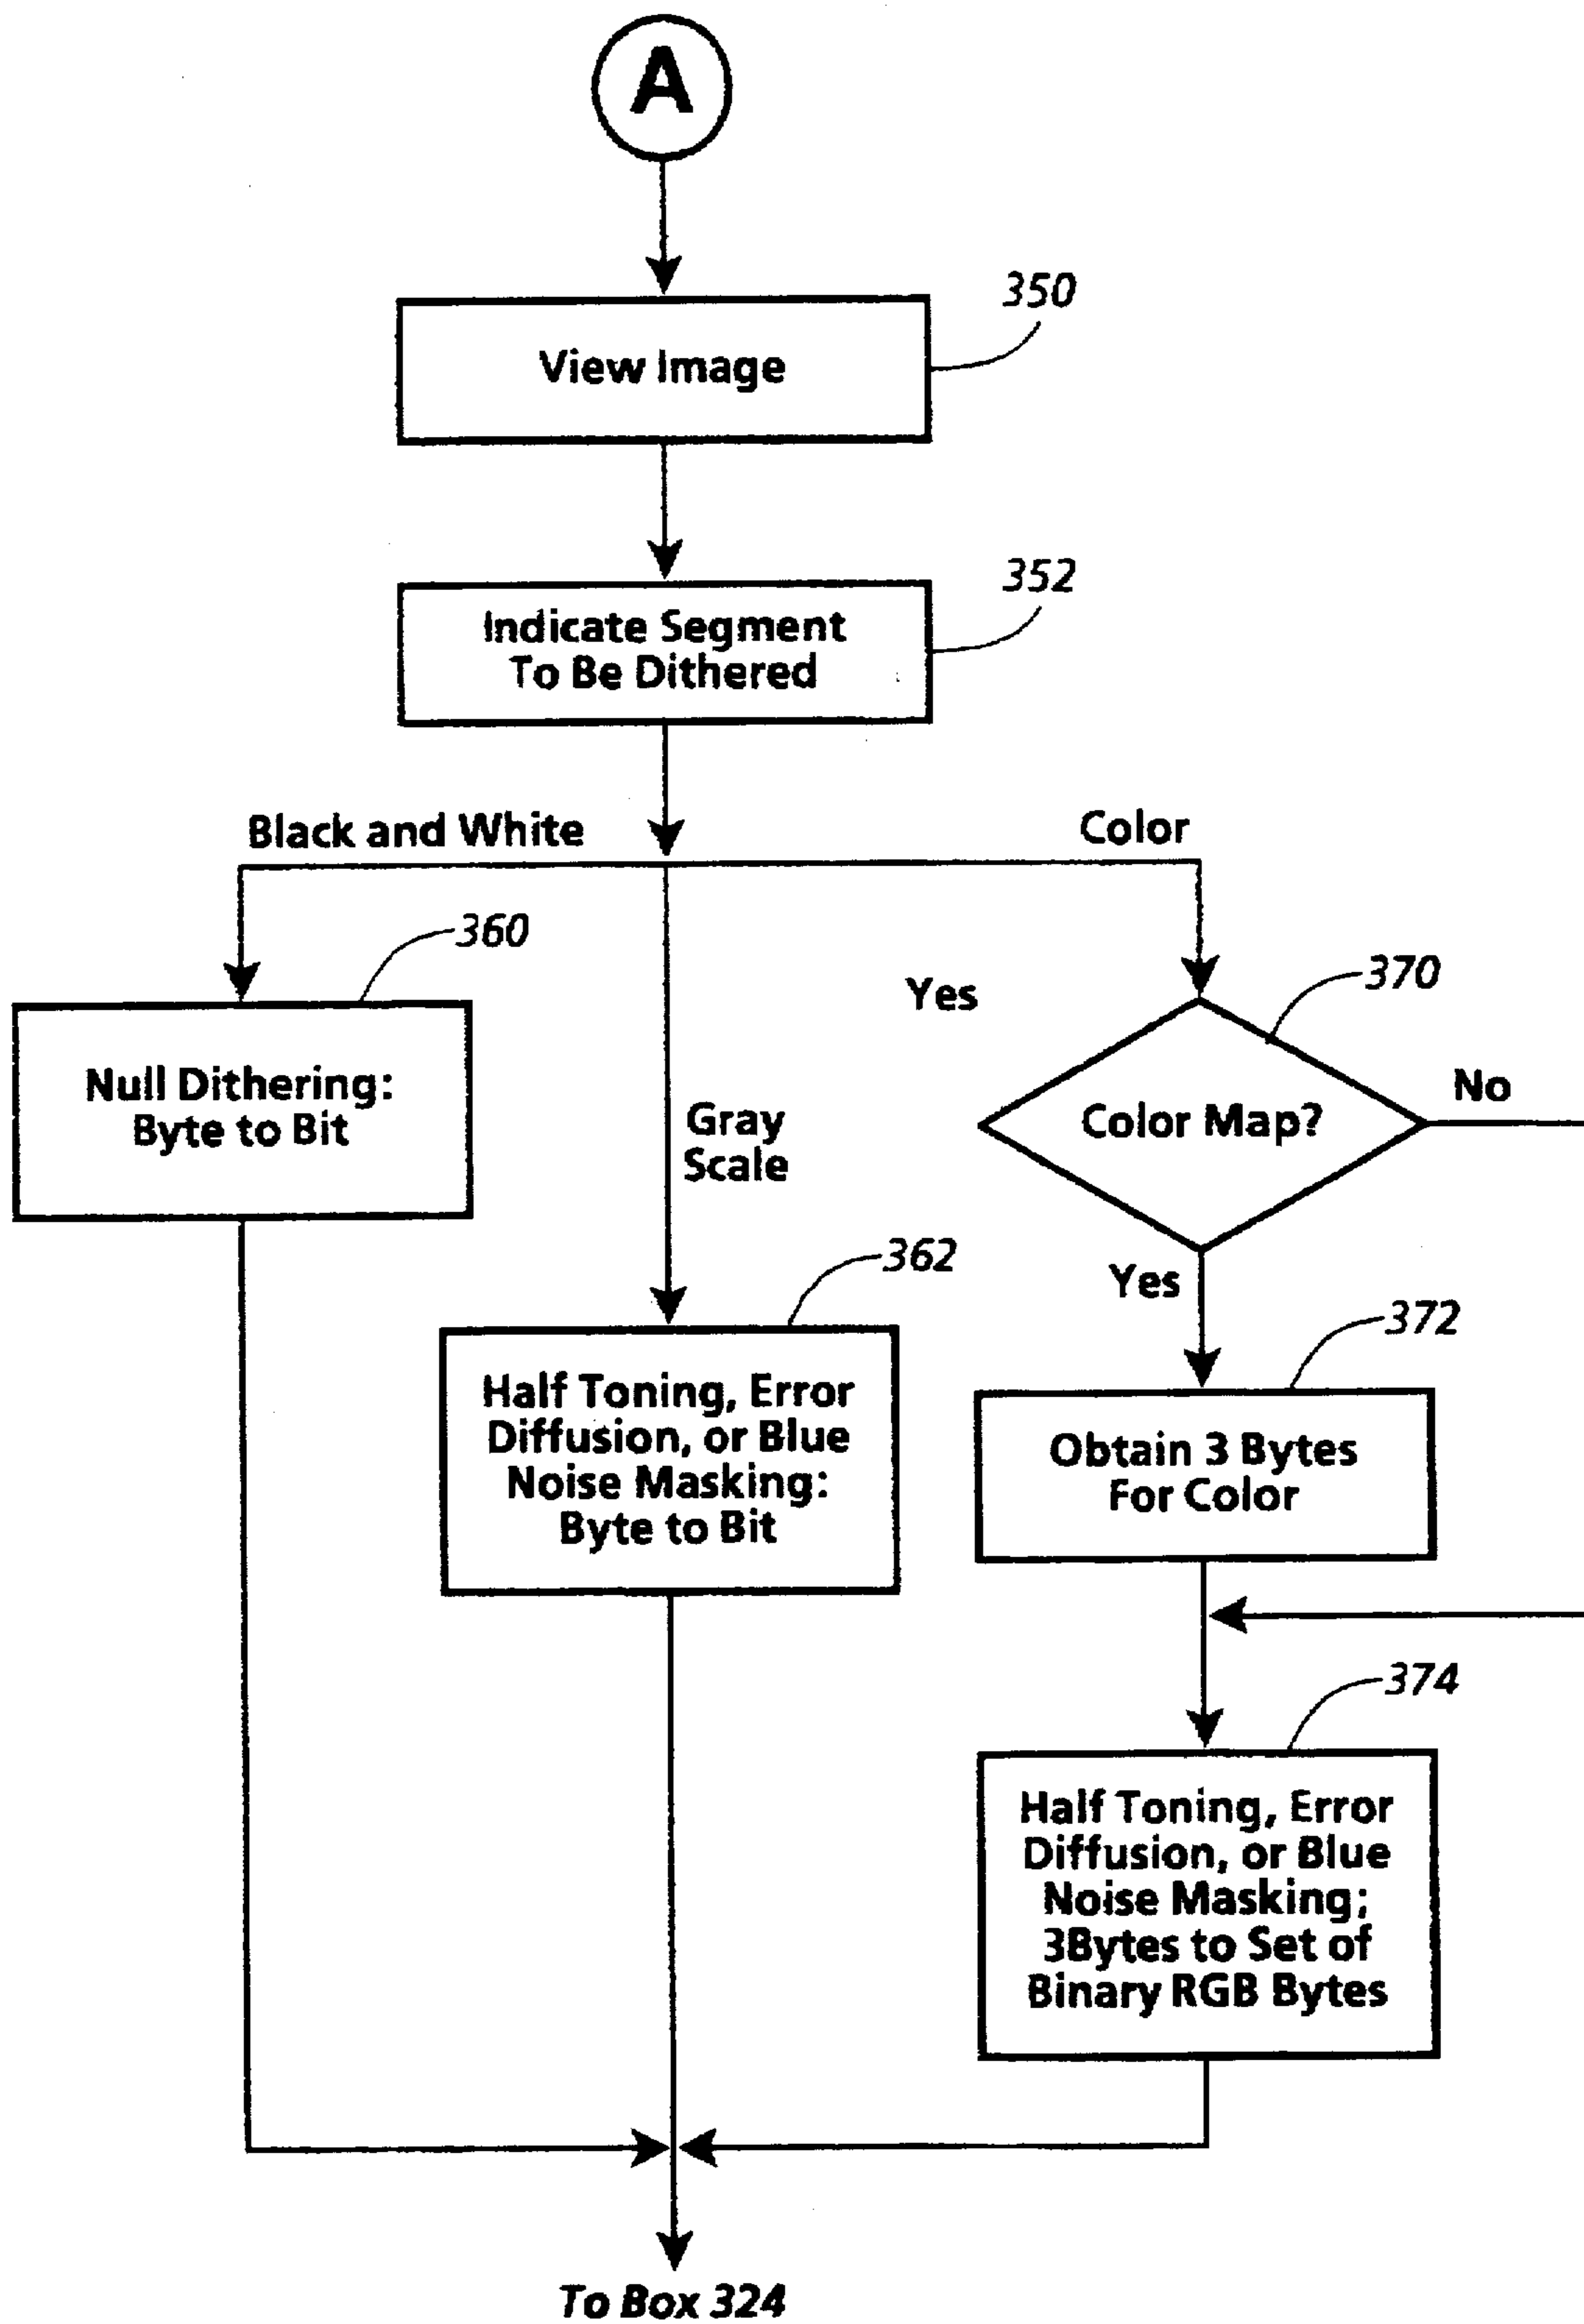 A
350
View Image
352
Indicate Segment
To Be Dithered
Black and White
Color
360
370
Yes
Null Dithering:
Byte to Bit
Gray
Scale
Color Map?
No
362
Yes
372
Half Toning, Error
Diffusion, or Blue
Noise Masking:
Byte to Bit
Obtain 3 Bytes
For Color
374
Half Toning, Error
Diffusion, or Blue
Noise Masking;
3Bytes to Set of
Binary RGB Bytes
To Box 324